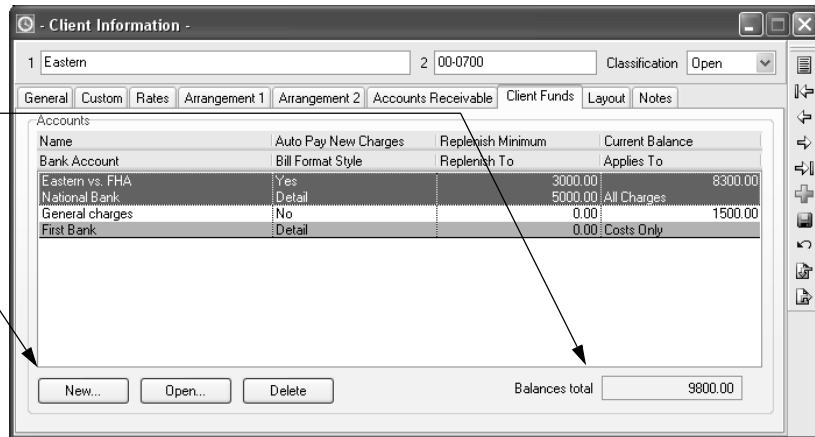 - Client Information -
1 Eastern 2 00-0700 Classification Open
General Custom Rates Arrangement 1 Arrangement 2 Accounts Receivable Client Funds Layout Notes
Accounts
Name Auto Pay New Charges Replenish Minimum Current Balance
Bank Account Bill Format Style Replenish To Applies To
Eastern vs. FHA Yes 3000.00 8300.00
National Bank Detail 5000.00 All Charges
General charges No 0.00 1500.00
First Bank Detail 0.00 Costs Only
New... Open... Delete Balances total 9800.00